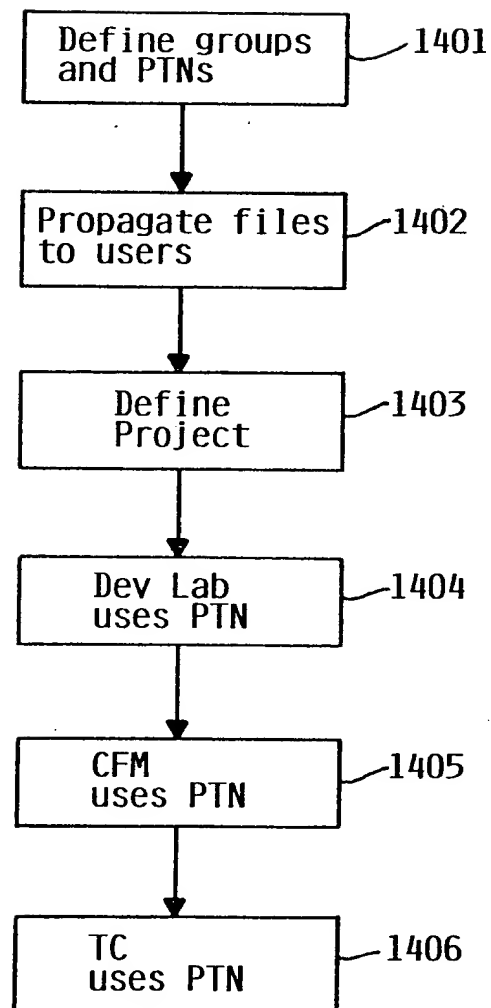 Define groups
and PTNs
1401
Propagate files
to users
1402
Define
Project
1403
Dev Lab
uses PTN
1404
CFM
uses PTN
1405
TC
uses PTN
1406